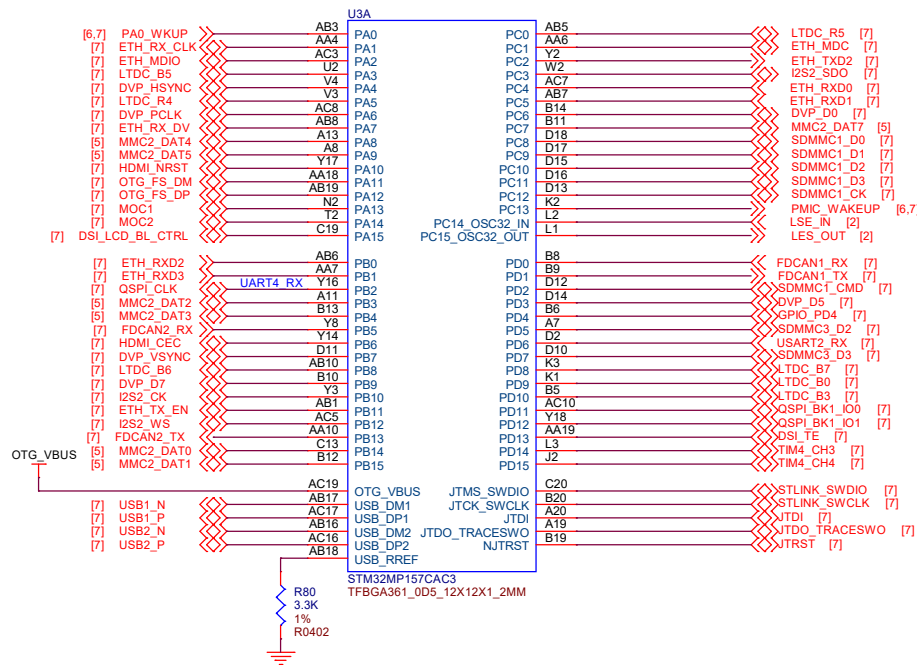 U3A
[6,7] PA0_WKUP AB3 PA0 PC0 AB5 LTDC_R5 [7]
[7] ETH_RX_CLK AA4 PA1 PC1 AA6 ETH_MDC [7]
[7] ETH_MDIO AC3 PA2 PC2 Y2 ETH_TXD2 [7]
[7] LTDC_B5 U2 PA3 PC3 W2 I2S2_SDO [7]
[7] DVP_HSYNC V4 PA4 PC4 AC7 ETH_RXD0 [7]
[7] LTDC_R4 V3 PA5 PC5 AB7 ETH_RXD1 [7]
[7] DVP_PCLK AC8 PA6 PC6 B14 DVP_D0 [7]
[7] ETH_RX_DV AB8 PA7 PC7 B11 MMC2_DAT7 [5]
[5] MMC2_DAT4 A13 PA8 PC8 D18 SDMMC1_D0 [7]
[5] MMC2_DAT5 A8 PA9 PC9 D17 SDMMC1_D1 [7]
[7] HDMI_NRST Y17 PA10 PC10 D15 SDMMC1_D2 [7]
[7] OTG_FS_DM AA18 PA11 PC11 D16 SDMMC1_D3 [7]
[7] OTG_FS_DP AB19 PA12 PC12 D13 SDMMC1_CK [7]
[7] MOC1 N2 PA13 PC13 K2 PMIC_WAKEUP [6,7]
[7] MOC2 T2 PA14 PC14_OSC32_IN L2 LSE_IN [2]
[7] DSI_LCD_BL_CTRL C19 PA15 PC15_OSC32_OUT L1 LES_OUT [2]
[7] ETH_RXD2 AB6 PB0 PD0 B8 FDCAN1_RX [7]
[7] ETH_RXD3 AA7 PB1 PD1 B9 FDCAN1_TX [7]
[7] QSPI_CLK UART4_RX Y16 PB2 PD2 D12 SDMMC1_CMD [7]
[5] MMC2_DAT2 A11 PB3 PD3 D14 DVP_D5 [7]
[5] MMC2_DAT3 B13 PB4 PD4 B6 GPIO_PD4 [7]
[7] FDCAN2_RX Y8 PB5 PD5 A7 SDMMC3_D2 [7]
[7] HDMI_CEC Y14 PB6 PD6 D2 USART2_RX [7]
[7] DVP_VSYNC D11 PB7 PD7 D10 SDMMC3_D3 [7]
[7] LTDC_B6 AB10 PB8 PD8 K3 LTDC_B7 [7]
[7] DVP_D7 B10 PB9 PD9 K1 LTDC_B0 [7]
[7] I2S2_CK Y3 PB10 PD10 B5 LTDC_B3 [7]
[7] ETH_TX_EN AB1 PB11 PD11 AC10 QSPI_BK1_IO0 [7]
[7] I2S2_WS AC5 PB12 PD12 Y18 QSPI_BK1_IO1 [7]
[7] FDCAN2_TX AA10 PB13 PD13 AA19 DSI_TE [7]
[5] MMC2_DAT0 C13 PB14 PD14 L3 TIM4_CH3 [7]
[5] MMC2_DAT1 B12 PB15 PD15 J2 TIM4_CH4 [7]
OTG_VBUS
AC19 OTG_VBUS JTMS_SWDIO C20 STLINK_SWDIO [7]
[7] USB1_N AB17 USB_DM1 JTCK_SWCLK B20 STLINK_SWCLK [7]
[7] USB1_P AC17 USB_DP1 JTDI A20 JTDI [7]
[7] USB2_N AB16 USB_DM2 JTDO_TRACESWO A19 JTDO_TRACESWO [7]
[7] USB2_P AC16 USB_DP2 NJTRST B19 JTRST [7]
AB18 USB_RREF
STM32MP157CAC3
TFBGA361_0D5_12X12X1_2MM
R80
3.3K
1%
R0402